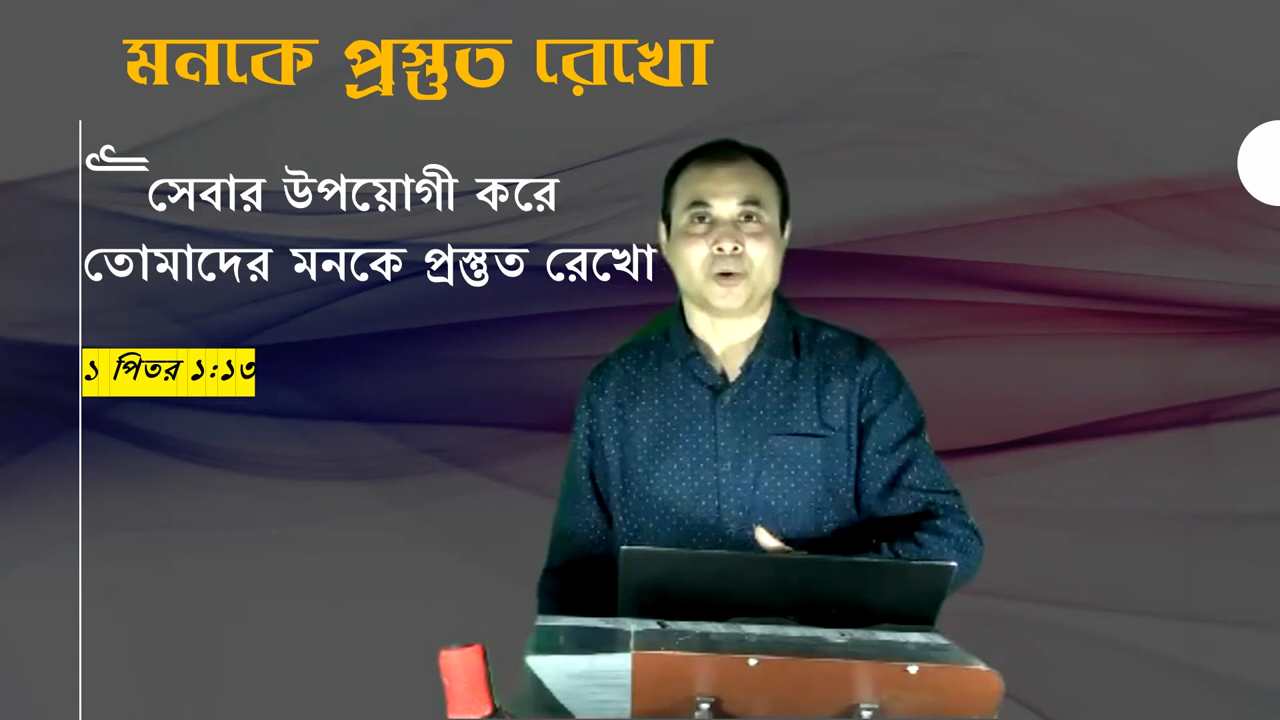 মনকে প্রস্তুত রেখো
সেবার উপযোগী করে
তোমাদের মনকে প্রস্তুত রেখো
১ পিতর ১:১৩